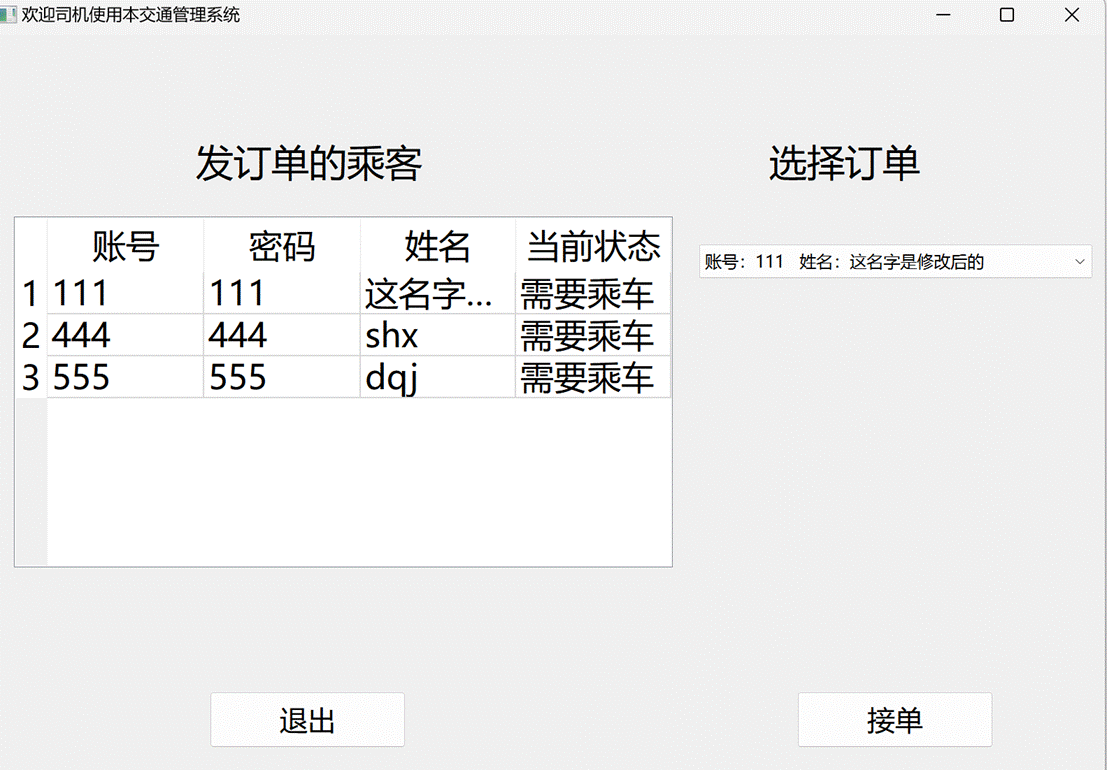 欢迎司机使用本交通管理系统
发订单的乘客
选择订单
账号 密码 姓名 当前状态
1 111 111 这名字... 需要乘车
2 444 444 shx 需要乘车
3 555 555 dqj 需要乘车
账号：111 姓名：这名字是修改后的
退出
接单